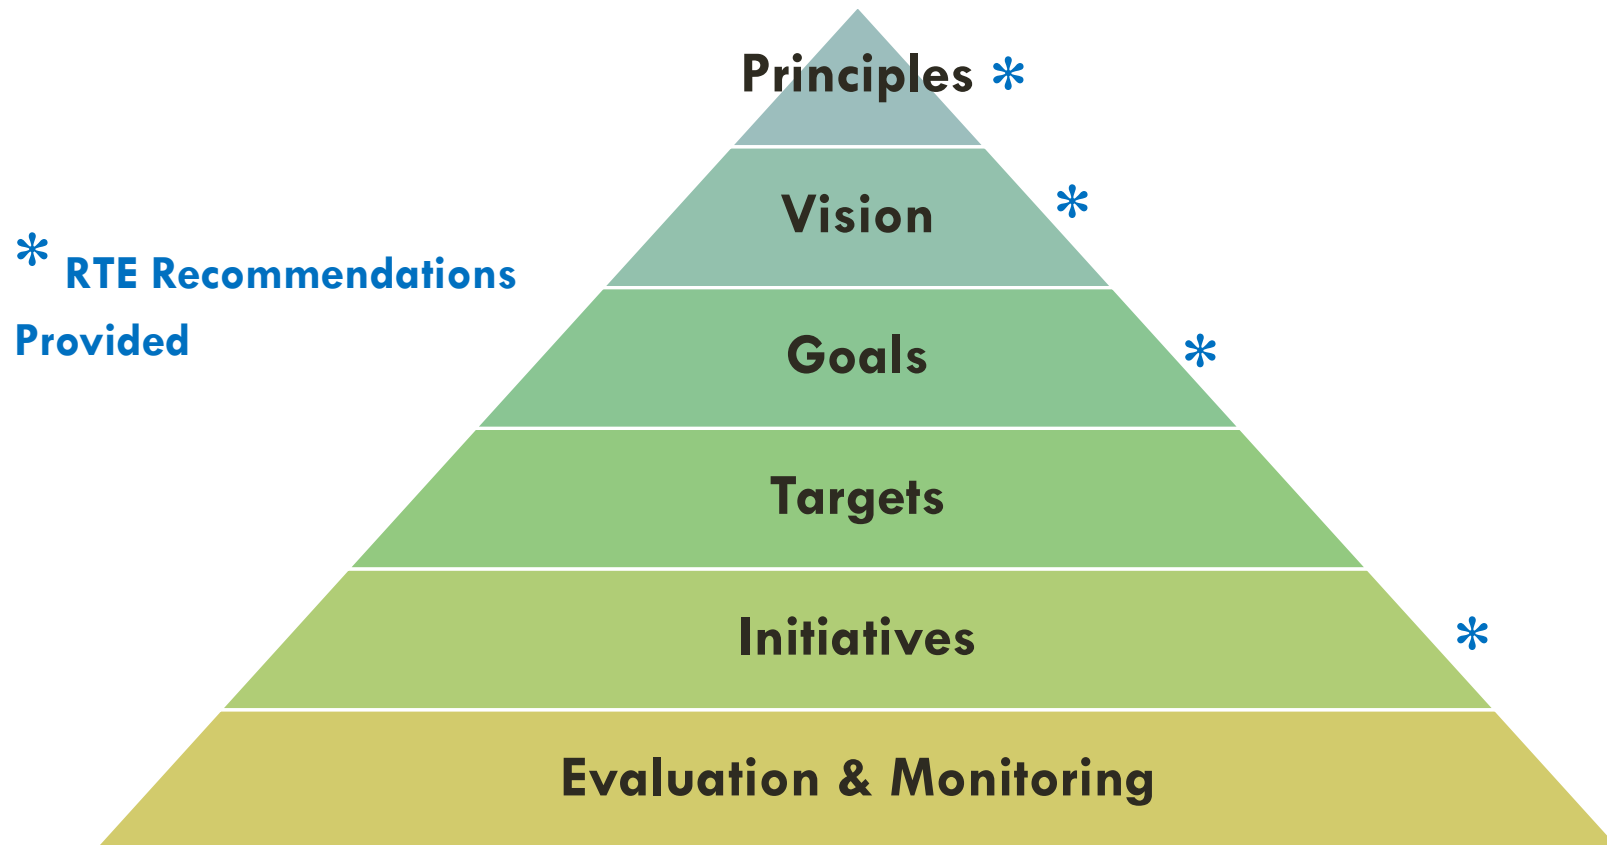 Principles *
Vision *
* RTE Recommendations
Provided
Goals *
Targets
Initiatives *
Evaluation & Monitoring